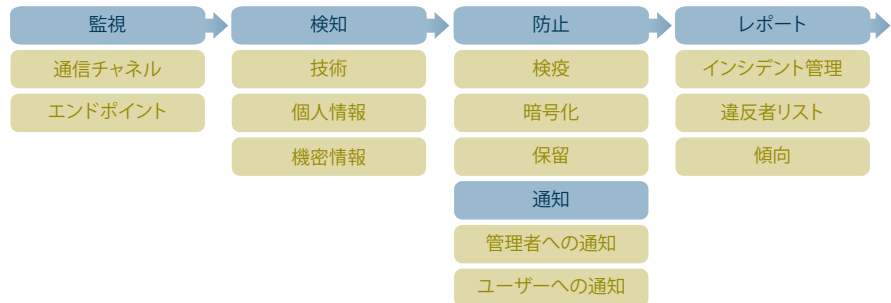 監視
通信チャネル
エンドポイント
検知
技術
個人情報
機密情報
防止
検疫
暗号化
保留
通知
管理者への通知
ユーザーへの通知
レポート
インシデント管理
違反者リスト
傾向